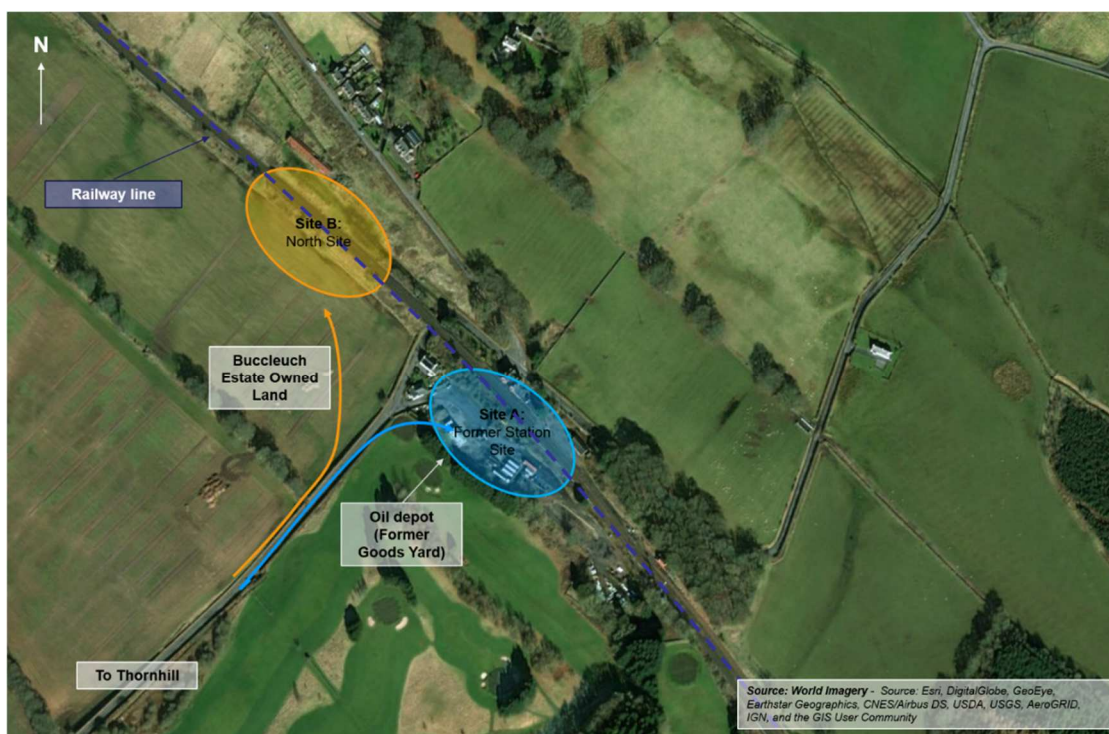 N
Railway line
Site B:
North Site
Buccleuch
Estate Owned
Land
Site A:
Former Station
Site
Oil depot
(Former
Goods Yard)
To Thornhill
Source: World Imagery - Source: Esri, DigitalGlobe, GeoEye,
Earthstar Geographics, CNES/Airbus DS, USDA, USGS, AeroGRID,
IGN, and the GIS User Community